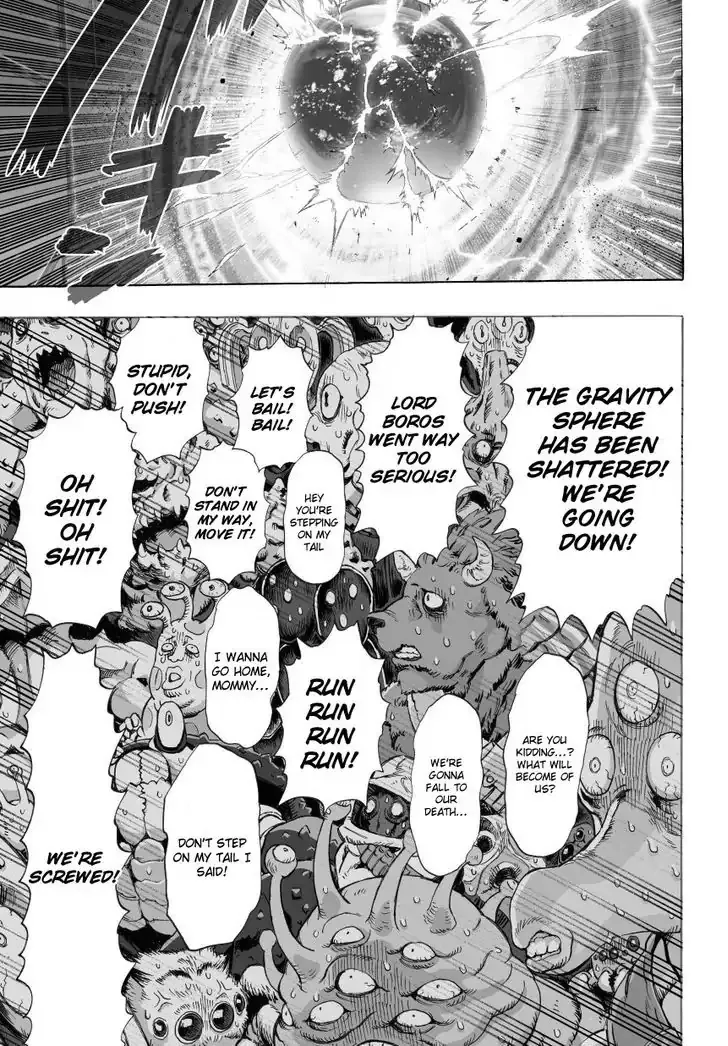 THE GRAVITY
SPHERE
HAS BEEN
SHATTERED!
WE'RE
GOING
DOWN!
LORD
BOROS
WENT WAY
TOO
SERIOUS!
LET'S
BAIL!
BAIL!
STUPID,
DON'T
PUSH!
HEY
YOU'RE
STEPPING
ON MY
TAIL
DON'T
STAND IN
MY WAY,
MOVE IT!
OH
SHIT!
OH
SHIT!
ARE YOU
KIDDING...?
WHAT WILL
BECOME OF
US?
WE'RE
GONNA
FALL TO
OUR
DEATH...
RUN
RUN
RUN
RUN!
I WANNA
GO HOME,
MOMMY...
DON'T STEP
ON MY TAIL I
SAID!
WE'RE
SCREWED!